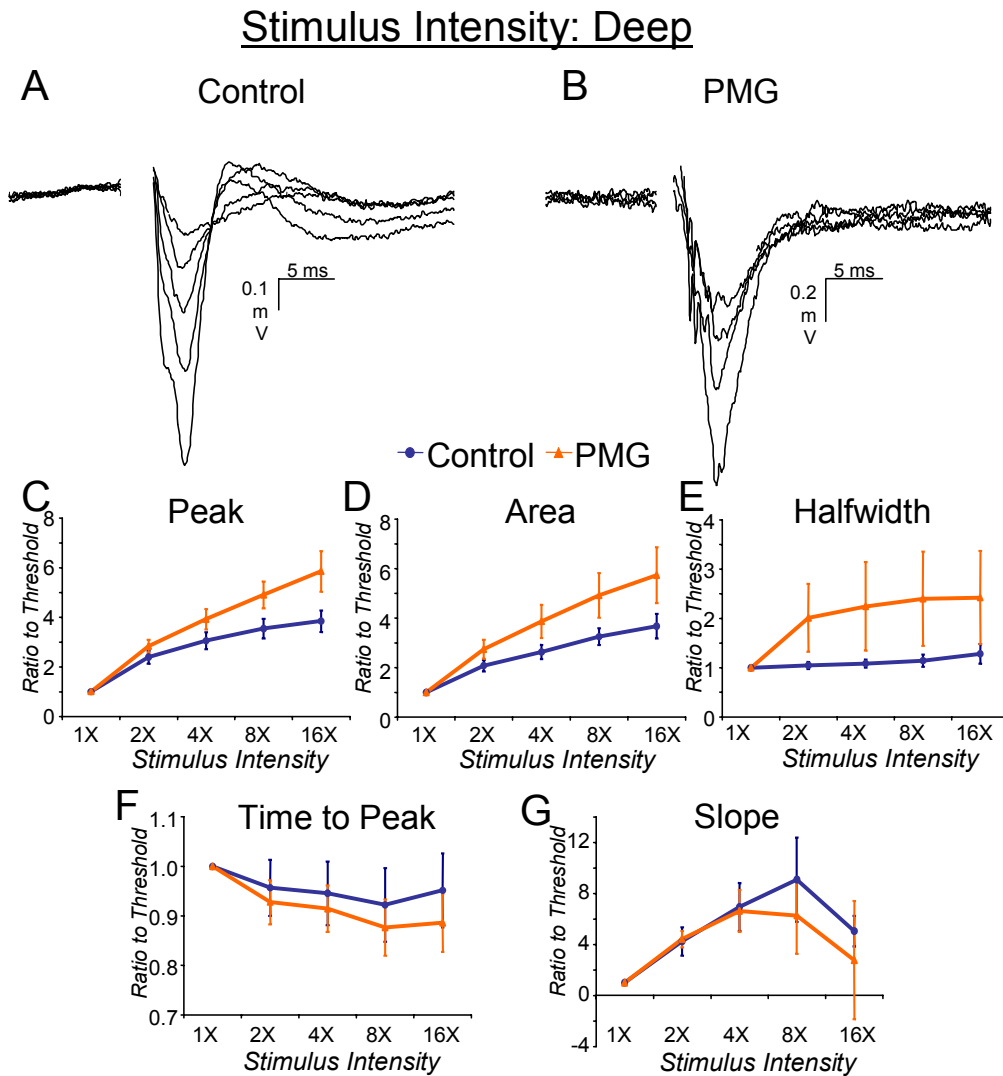 Stimulus Intensity: Deep
A
Control
B
PMG
5 ms
0.1
m
V
5 ms
0.2
m
V
Control PMG
C
Peak
Ratio to Threshold
8
6
4
2
0
1X 2X 4X 8X 16X
Stimulus Intensity
D
Area
Ratio to Threshold
8
6
4
2
0
1X 2X 4X 8X 16X
Stimulus Intensity
E
Halfwidth
Ratio to Threshold
4
3
2
1
0
1X 2X 4X 8X 16X
Stimulus Intensity
F
Time to Peak
Ratio to Threshold
1.1
1.0
0.9
0.8
0.7
1X 2X 4X 8X 16X
Stimulus Intensity
G
Slope
Ratio to Threshold
12
8
4
0
-4
1X 2X 4X 8X 16X
Stimulus Intensity